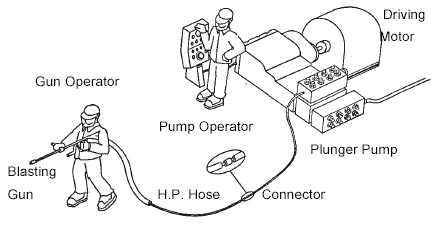 Driving
Motor
Gun Operator
Pump Operator
Plunger Pump
Blasting
Gun
H.P. Hose
Connector